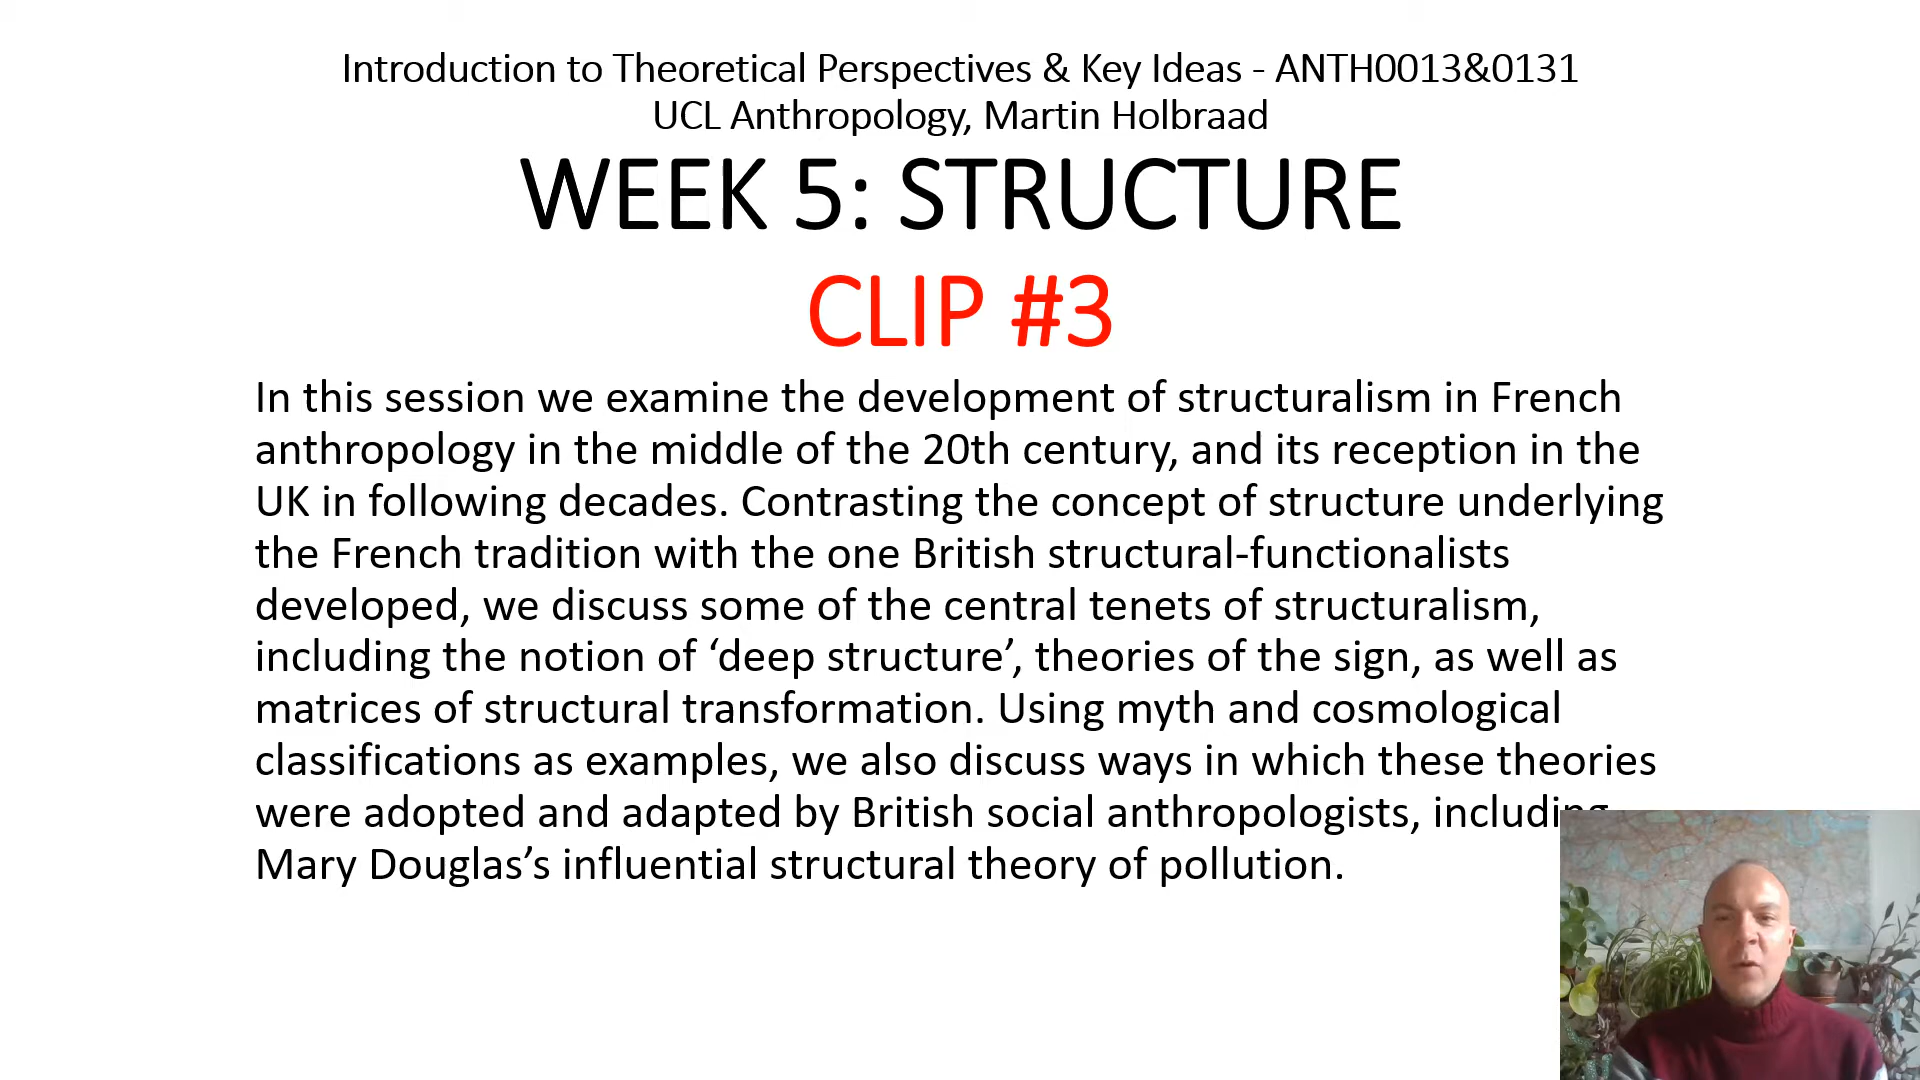 Introduction to Theoretical Perspectives & Key Ideas - ANTH0013&0131
UCL Anthropology, Martin Holbraad
WEEK 5: STRUCTURE
CLIP #3
In this session we examine the development of structuralism in French
anthropology in the middle of the 20th century, and its reception in the
UK in following decades. Contrasting the concept of structure underlying
the French tradition with the one British structural-functionalists
developed, we discuss some of the central tenets of structuralism,
including the notion of ‘deep structure’, theories of the sign, as well as
matrices of structural transformation. Using myth and cosmological
classifications as examples, we also discuss ways in which these theories
were adopted and adapted by British social anthropologists, including
Mary Douglas’s influential structural theory of pollution.